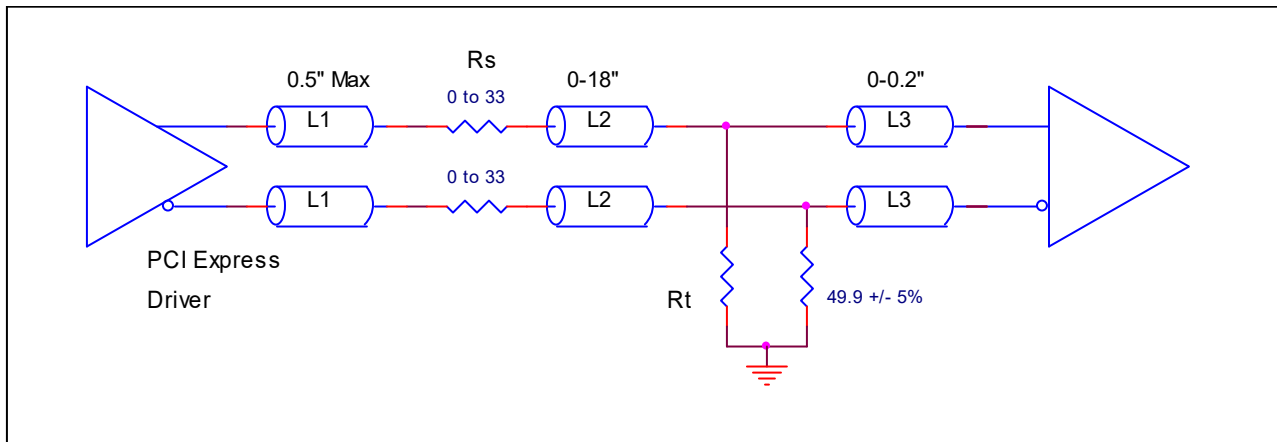 Rs
0.5" Max
0-18"
0-0.2"
0 to 33
L1
L2
L3
0 to 33
L1
L2
L3
PCI Express
Driver
Rt
49.9 +/- 5%